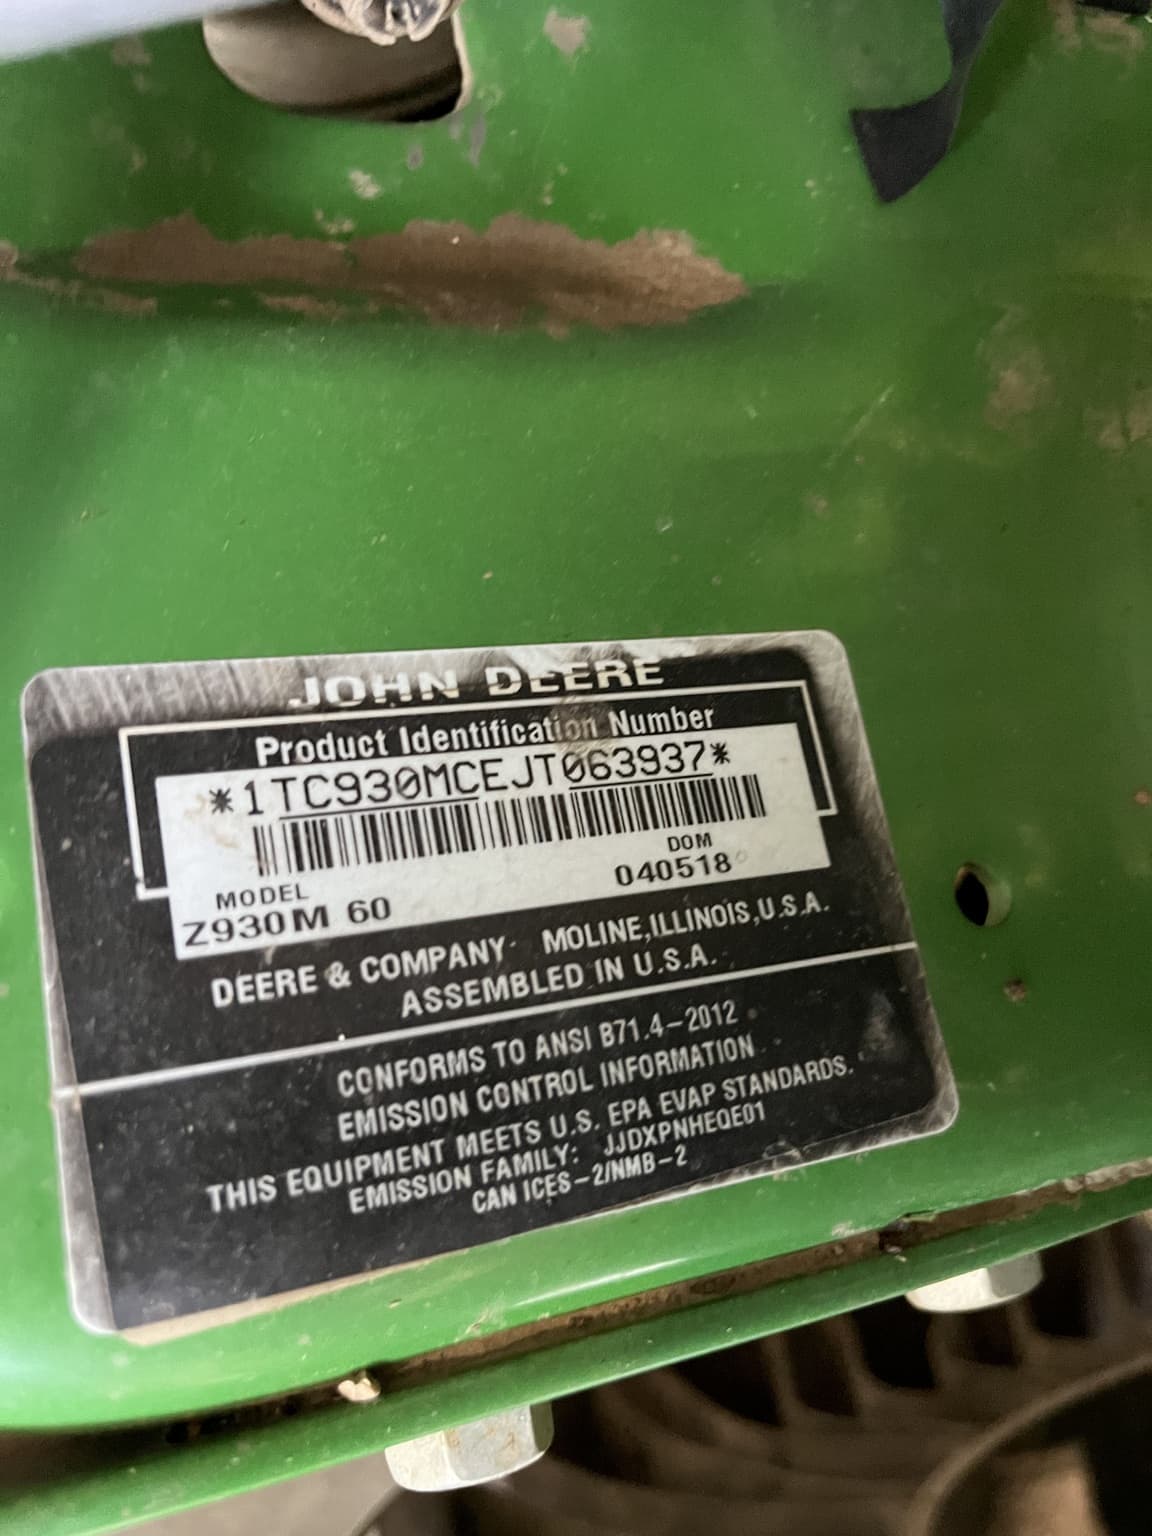 JOHN DEERE
Product Identification Number
*1TC930MCEJT063937*
DOM
040518
MODEL
Z930M 60
DEERE & COMPANY MOLINE, ILLINOIS, U.S.A.
ASSEMBLED IN U.S.A.
CONFORMS TO ANSI B71.4-2012
EMISSION CONTROL INFORMATION
THIS EQUIPMENT MEETS U.S. EPA EVAP STANDARDS.
EMISSION FAMILY: JJDXPNHEQE01
CAN ICES-2/NMB-2